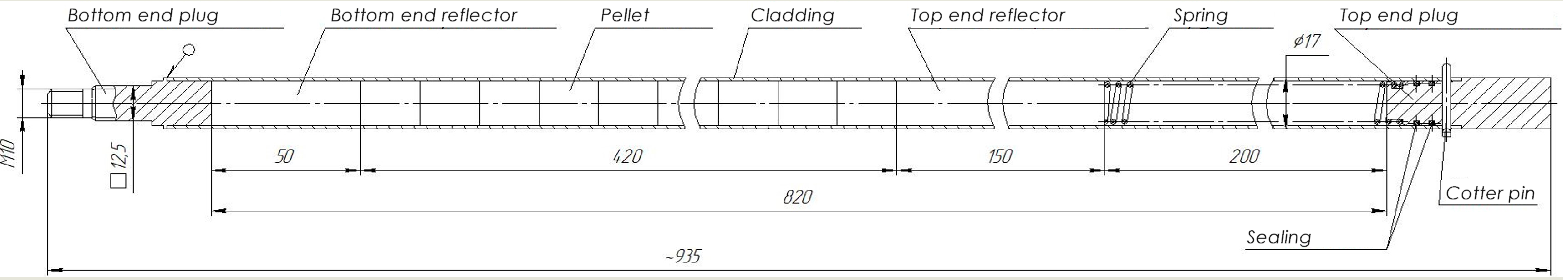 Bottom end plug
Bottom end reflector
Pellet
Cladding
Top end reflector
Spring
Top end plug
⌀17
M10
□12,5
50
420
150
200
820
Cotter pin
Sealing
~935